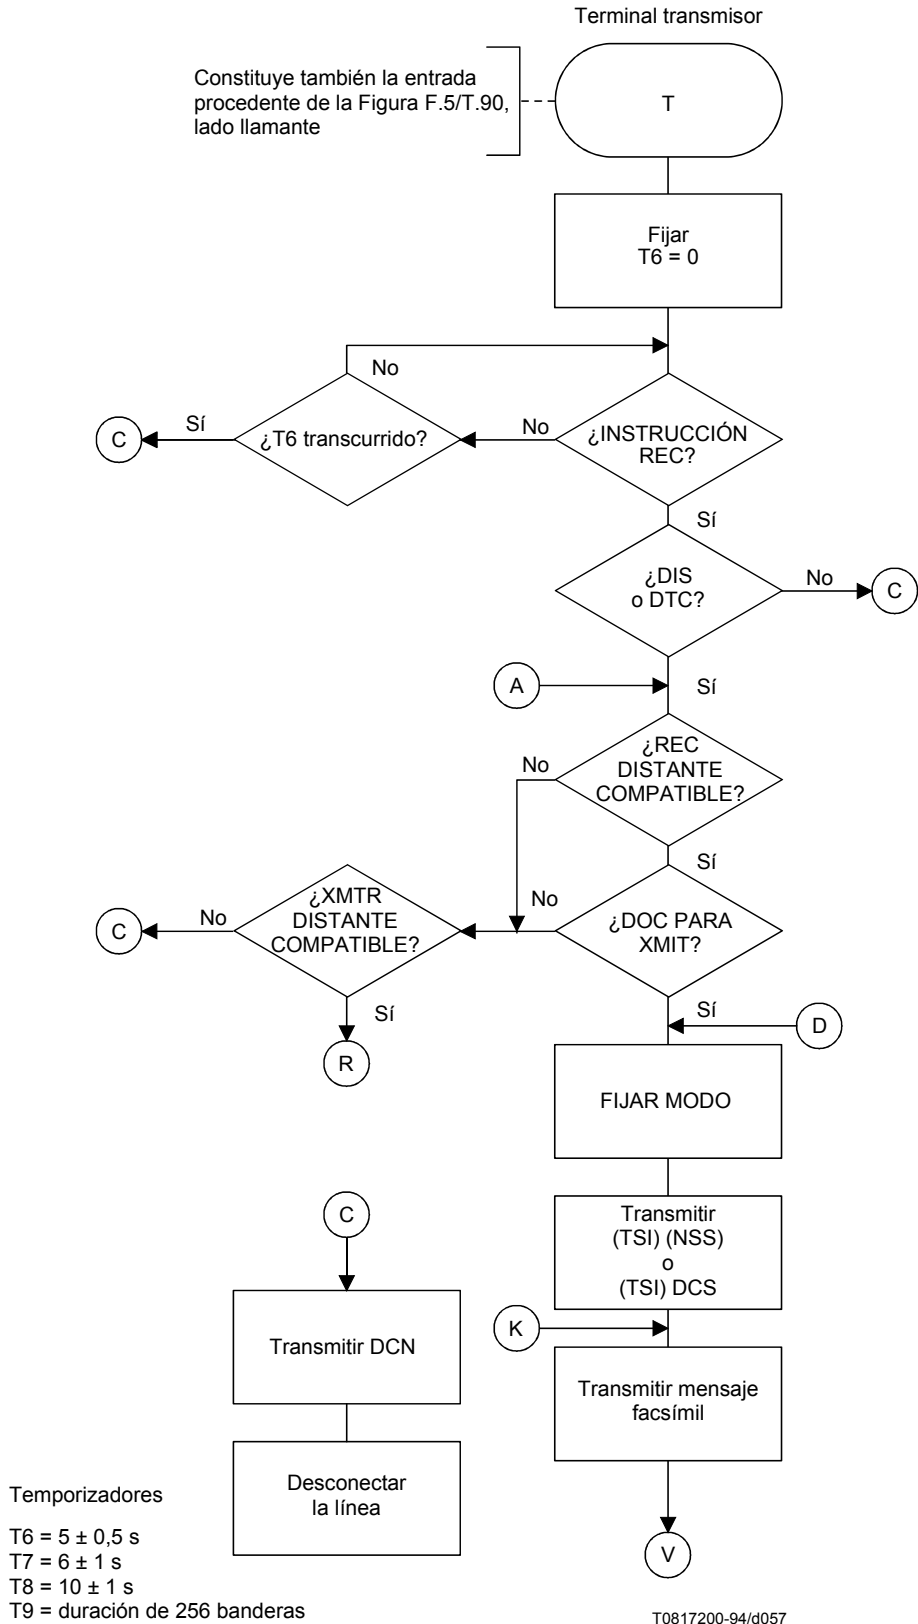 Terminal transmisor
Constituye también la entrada
procedente de la Figura F.5/T.90,
lado llamante
T
Fijar
T6 = 0
No
C
Sí
¿T6 transcurrido?
No
¿INSTRUCCIÓN
REC?
Sí
¿DIS
o DTC?
No
C
A
Sí
¿REC
DISTANTE
COMPATIBLE?
No
Sí
¿XMTR
DISTANTE
COMPATIBLE?
No
C
No
¿DOC PARA
XMIT?
Sí
R
Sí
D
FIJAR MODO
Transmitir
(TSI) (NSS)
o
(TSI) DCS
C
K
Transmitir DCN
Transmitir mensaje
facsímil
Desconectar
la línea
V
Temporizadores
T6 = 5 ± 0,5 s
T7 = 6 ± 1 s
T8 = 10 ± 1 s
T9 = duración de 256 banderas
T0817200-94/d057